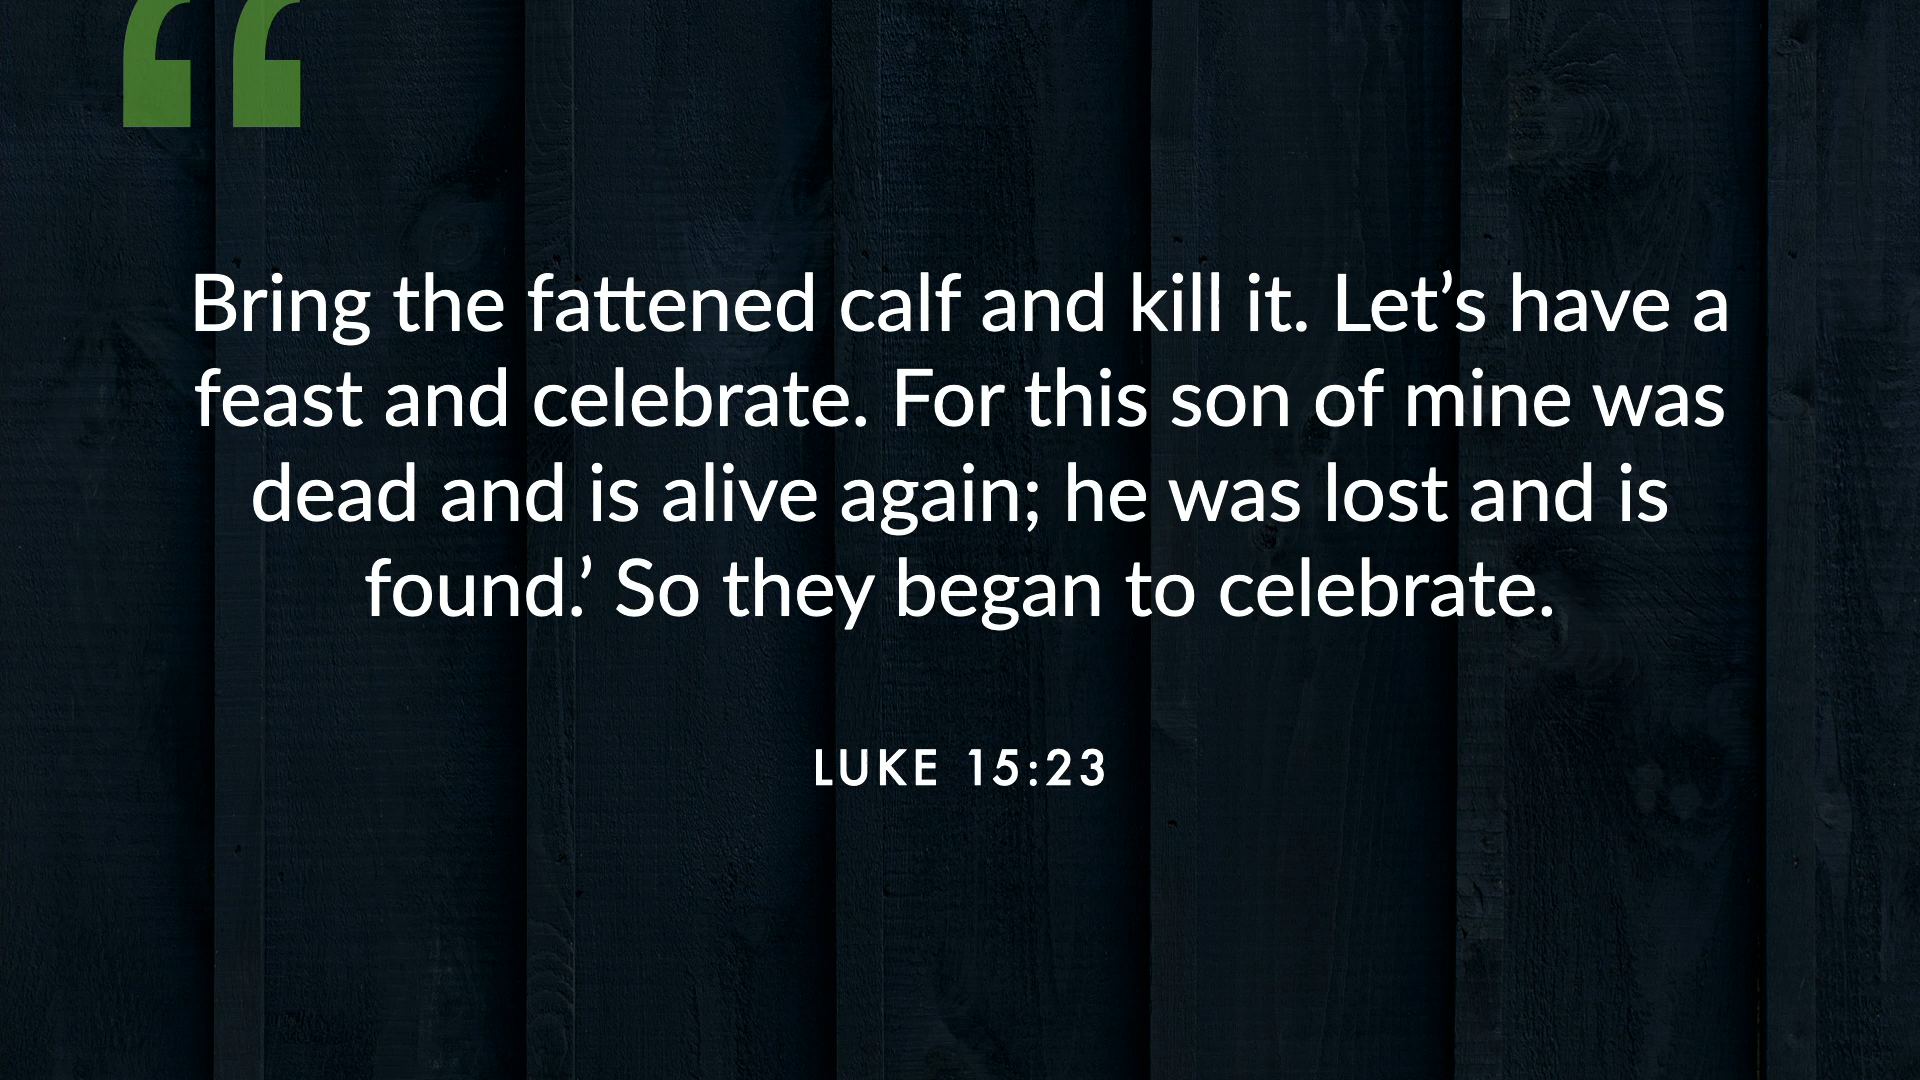 “
Bring the fattened calf and kill it. Let’s have a
feast and celebrate. For this son of mine was
dead and is alive again; he was lost and is
found.’ So they began to celebrate.
LUKE 15:23